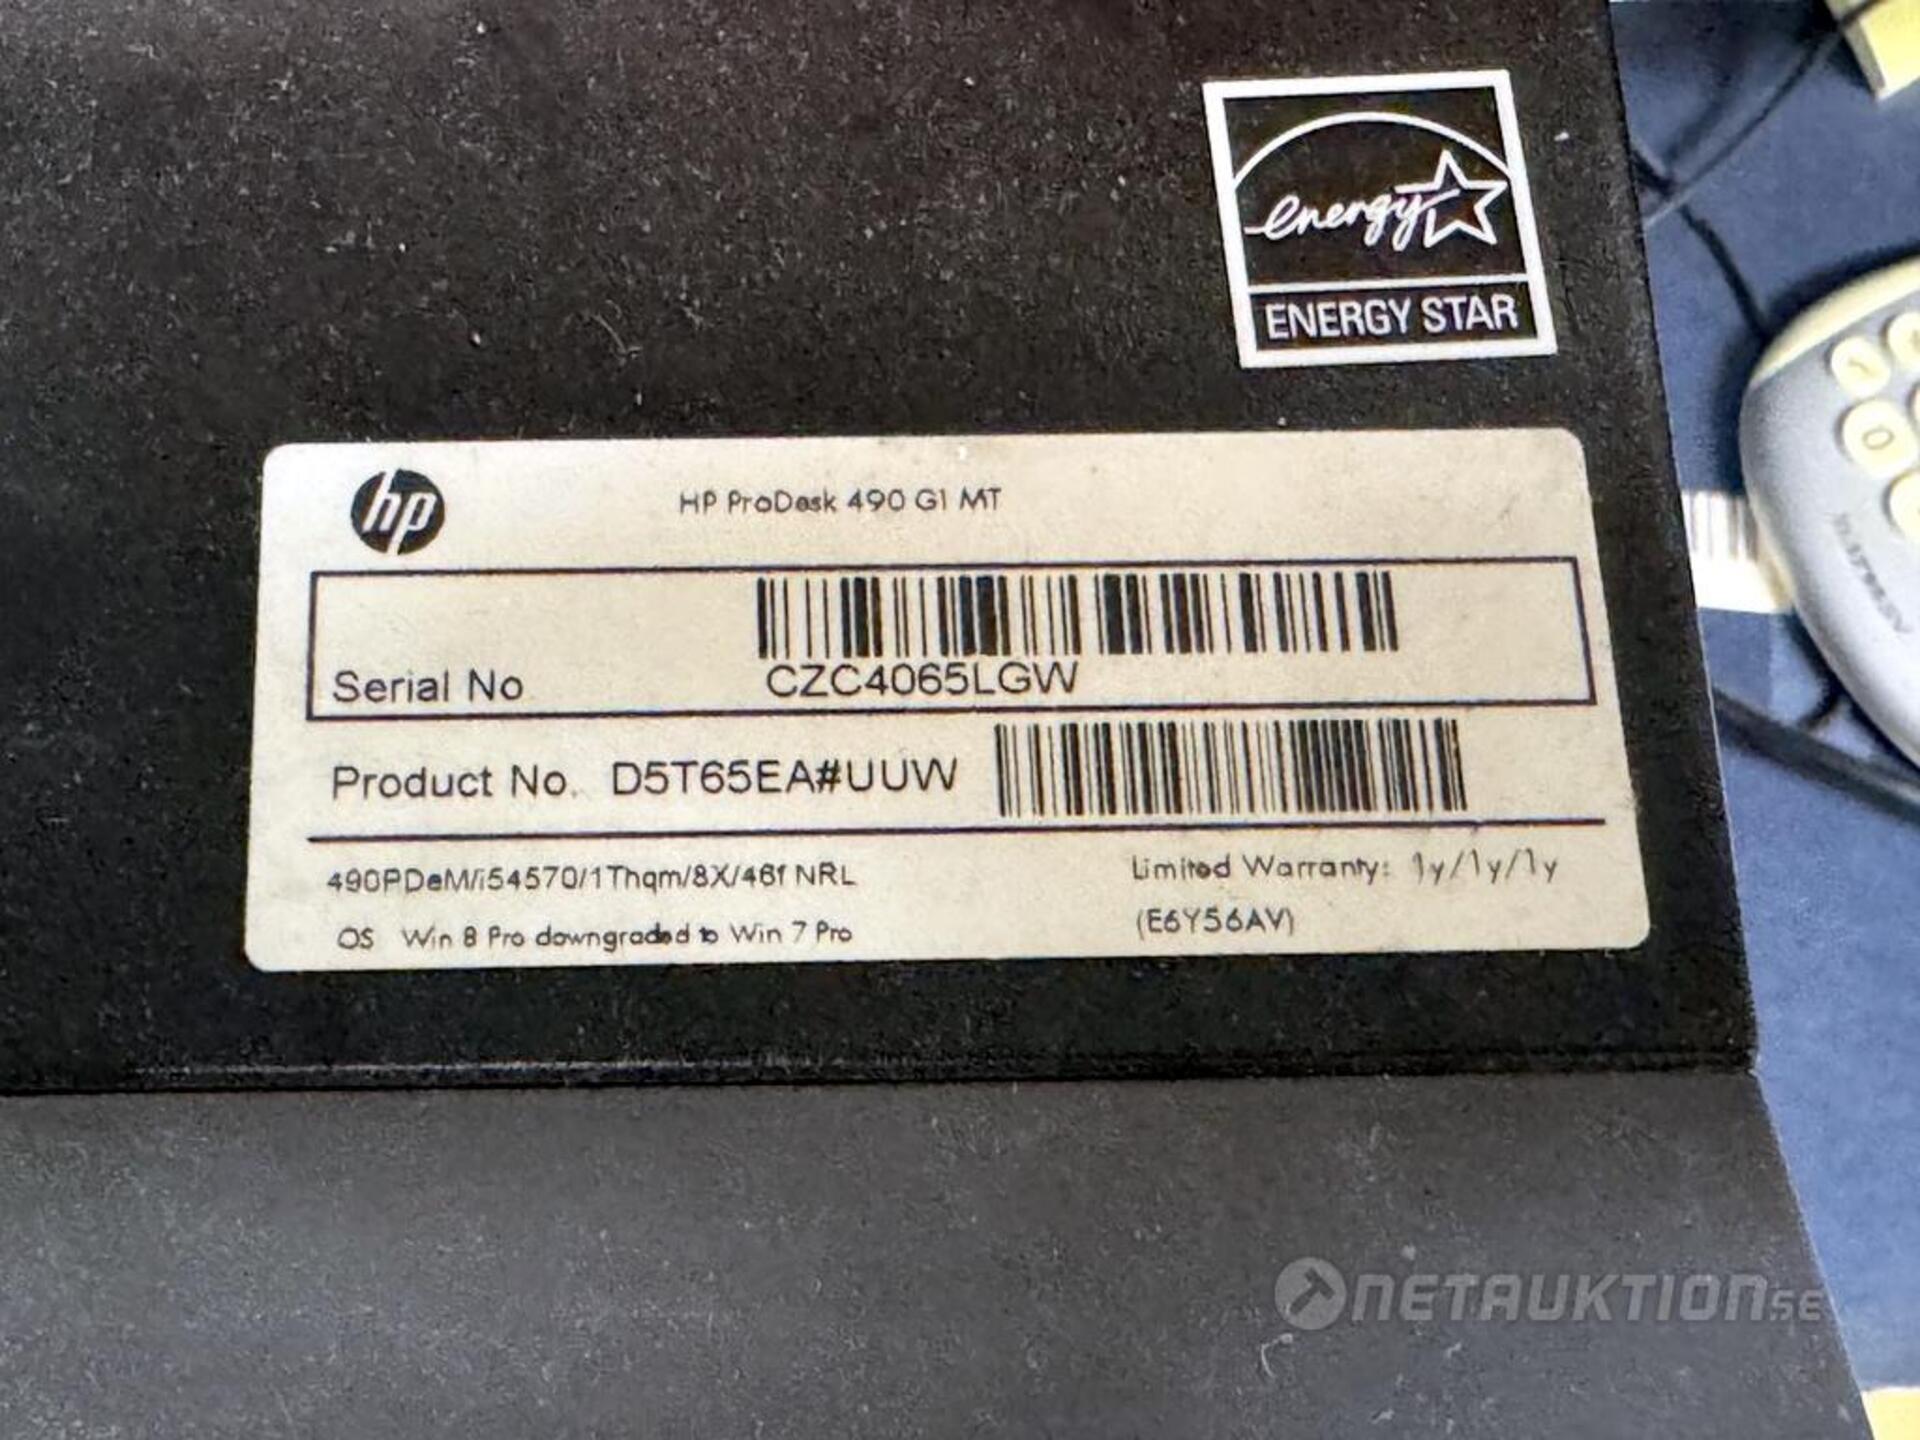 energy
ENERGY STAR
hp
HP ProDesk 490 G1 MT
Serial No
CZC4065LGW
Product No. D5T65EA#UUW
490PDeM/i54570/1Thqm/8X/46f NRL
Limited Warranty: 1y/1y/1y
OS Win 8 Pro downgraded to Win 7 Pro
(E6Y56AV)
NETAUKTION.SE